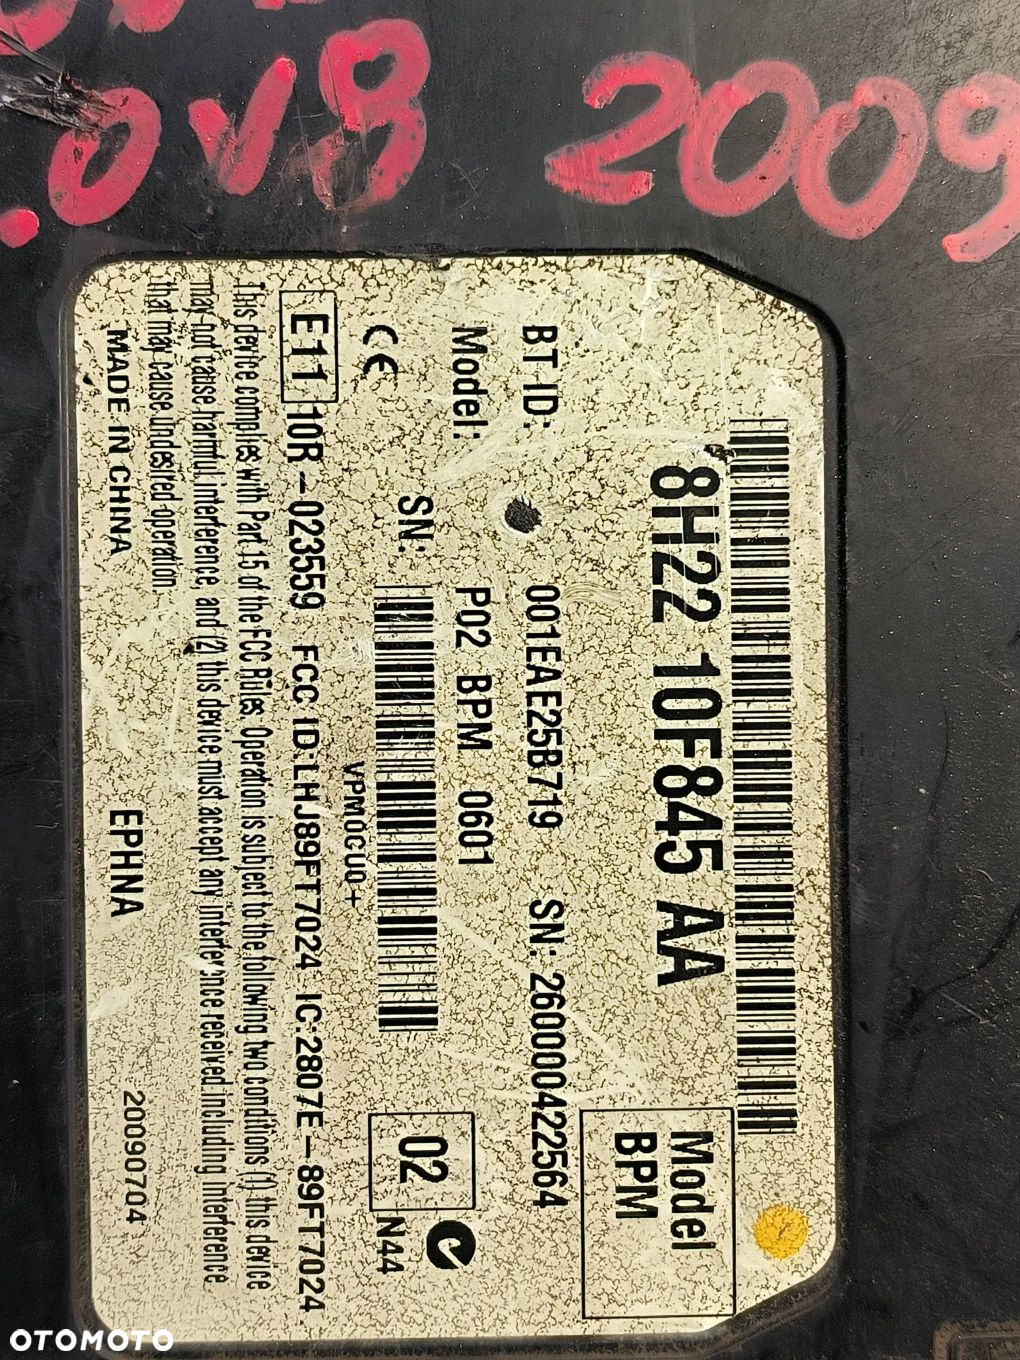 .0V8 2009
8H22 10F845 AA
Model
BPM
BT ID: 001EAE25B719 SN: 260000422564
Model: P02 BPM 0601
SN:
02
N44
VPM0CU0+
E11 10R-023559 FCC ID:LHJ89FT7024 IC:2807E-89FT7024
This device complies with Part 15 of the FCC Rules. Operation is subject to the following two conditions (1) this device
may not cause harmful interference, and (2) this device must accept any interference received including interference
that may cause undesired operation.
MADE IN CHINA EPHNA 20090704
OTOMOTO